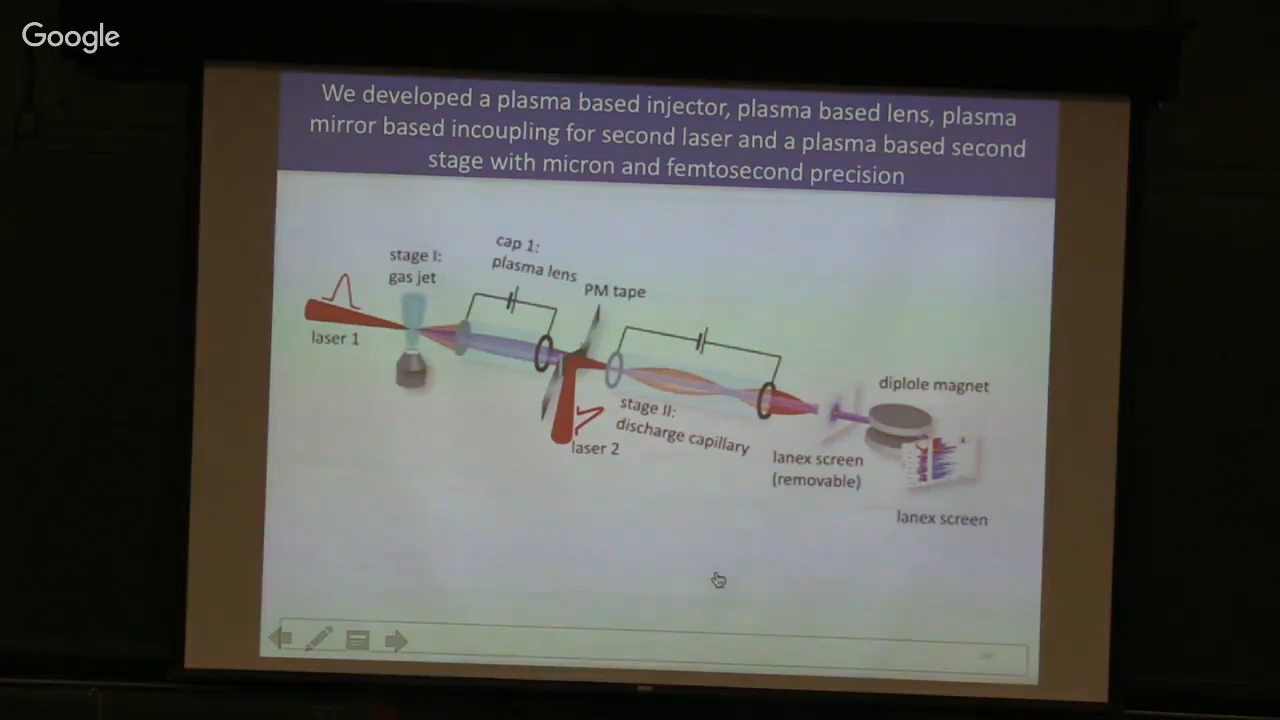 Google
We developed a plasma based injector, plasma based lens, plasma
mirror based incoupling for second laser and a plasma based second
stage with micron and femtosecond precision
cap 1:
plasma lens
stage I:
gas jet
PM tape
laser 1
diplole magnet
stage II:
discharge capillary
laser 2
lanex screen
(removable)
lanex screen